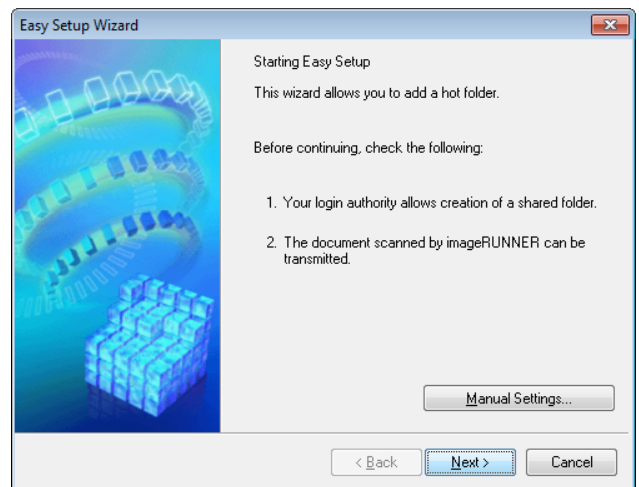 Easy Setup Wizard
Starting Easy Setup
This wizard allows you to add a hot folder.
Before continuing, check the following:
1. Your login authority allows creation of a shared folder.
2. The document scanned by imageRUNNER can be
transmitted.
Manual Settings...
< Back
Next >
Cancel